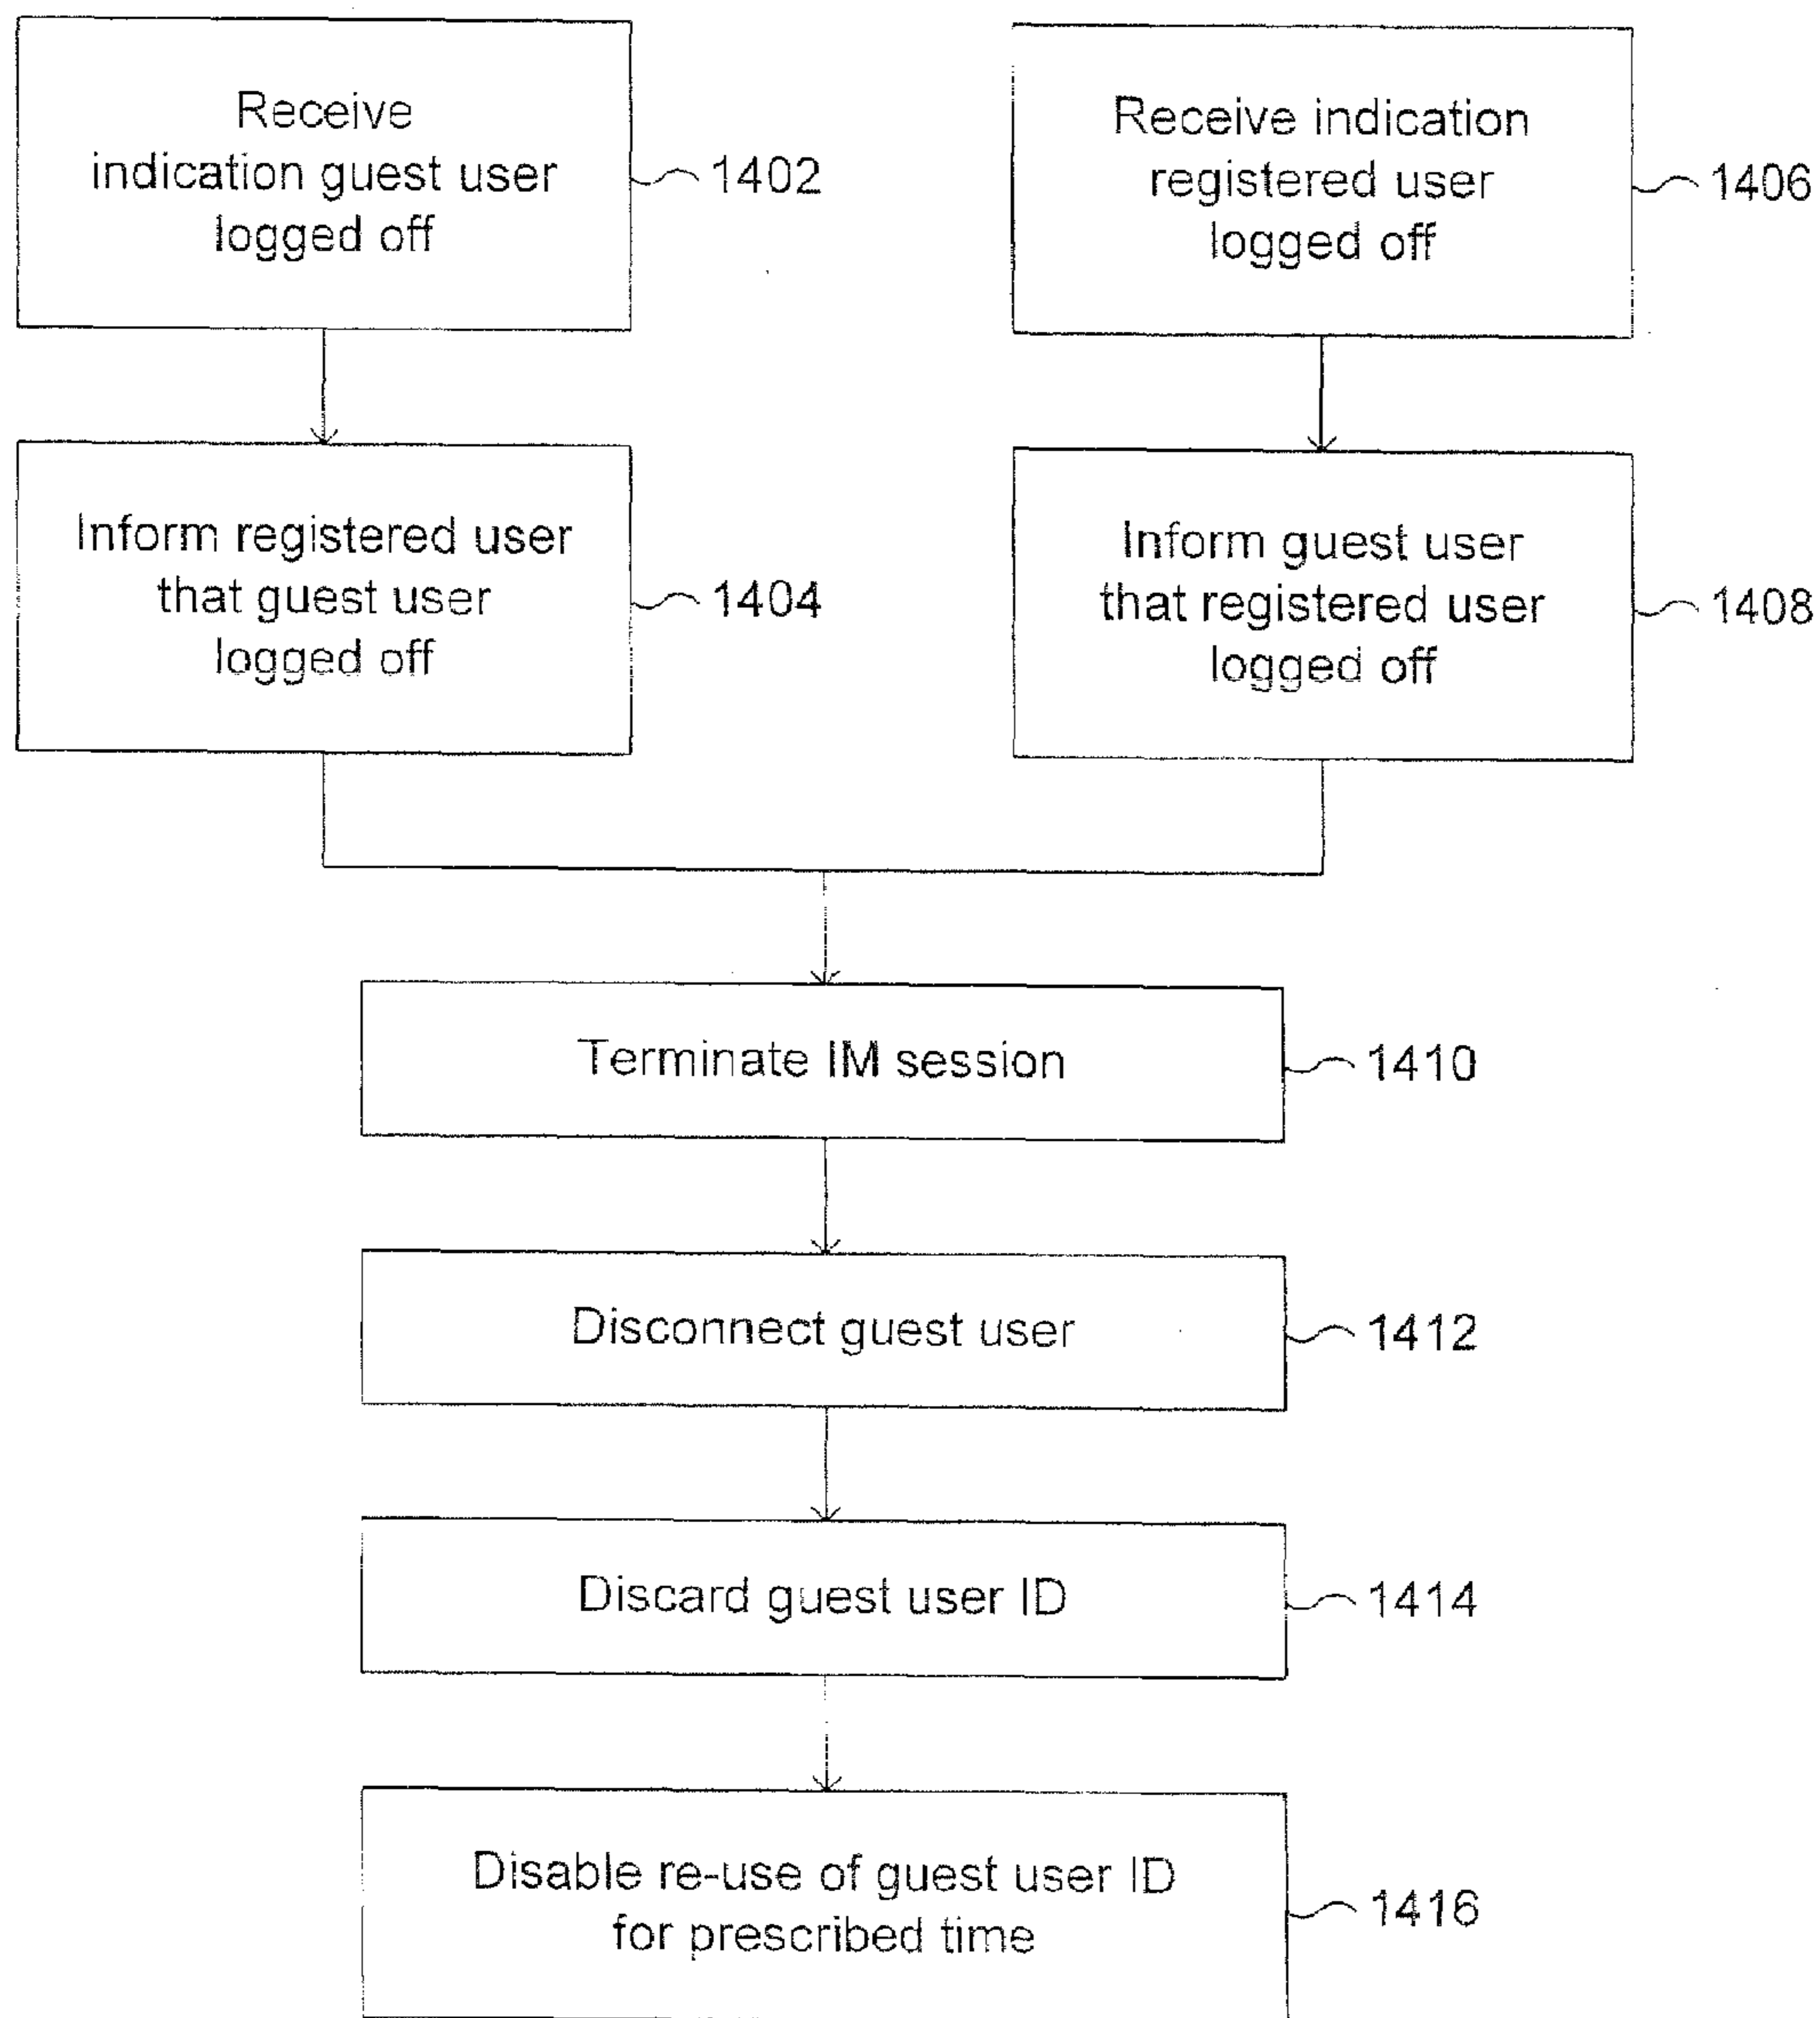 Receive
indication guest user
logged off
1402
Receive indication
registered user
logged off
1406
Inform registered user
that guest user
logged off
1404
Inform guest user
that registered user
logged off
1408
Terminate IM session
1410
Disconnect guest user
1412
Discard guest user ID
1414
Disable re-use of guest user ID
for prescribed time
1416